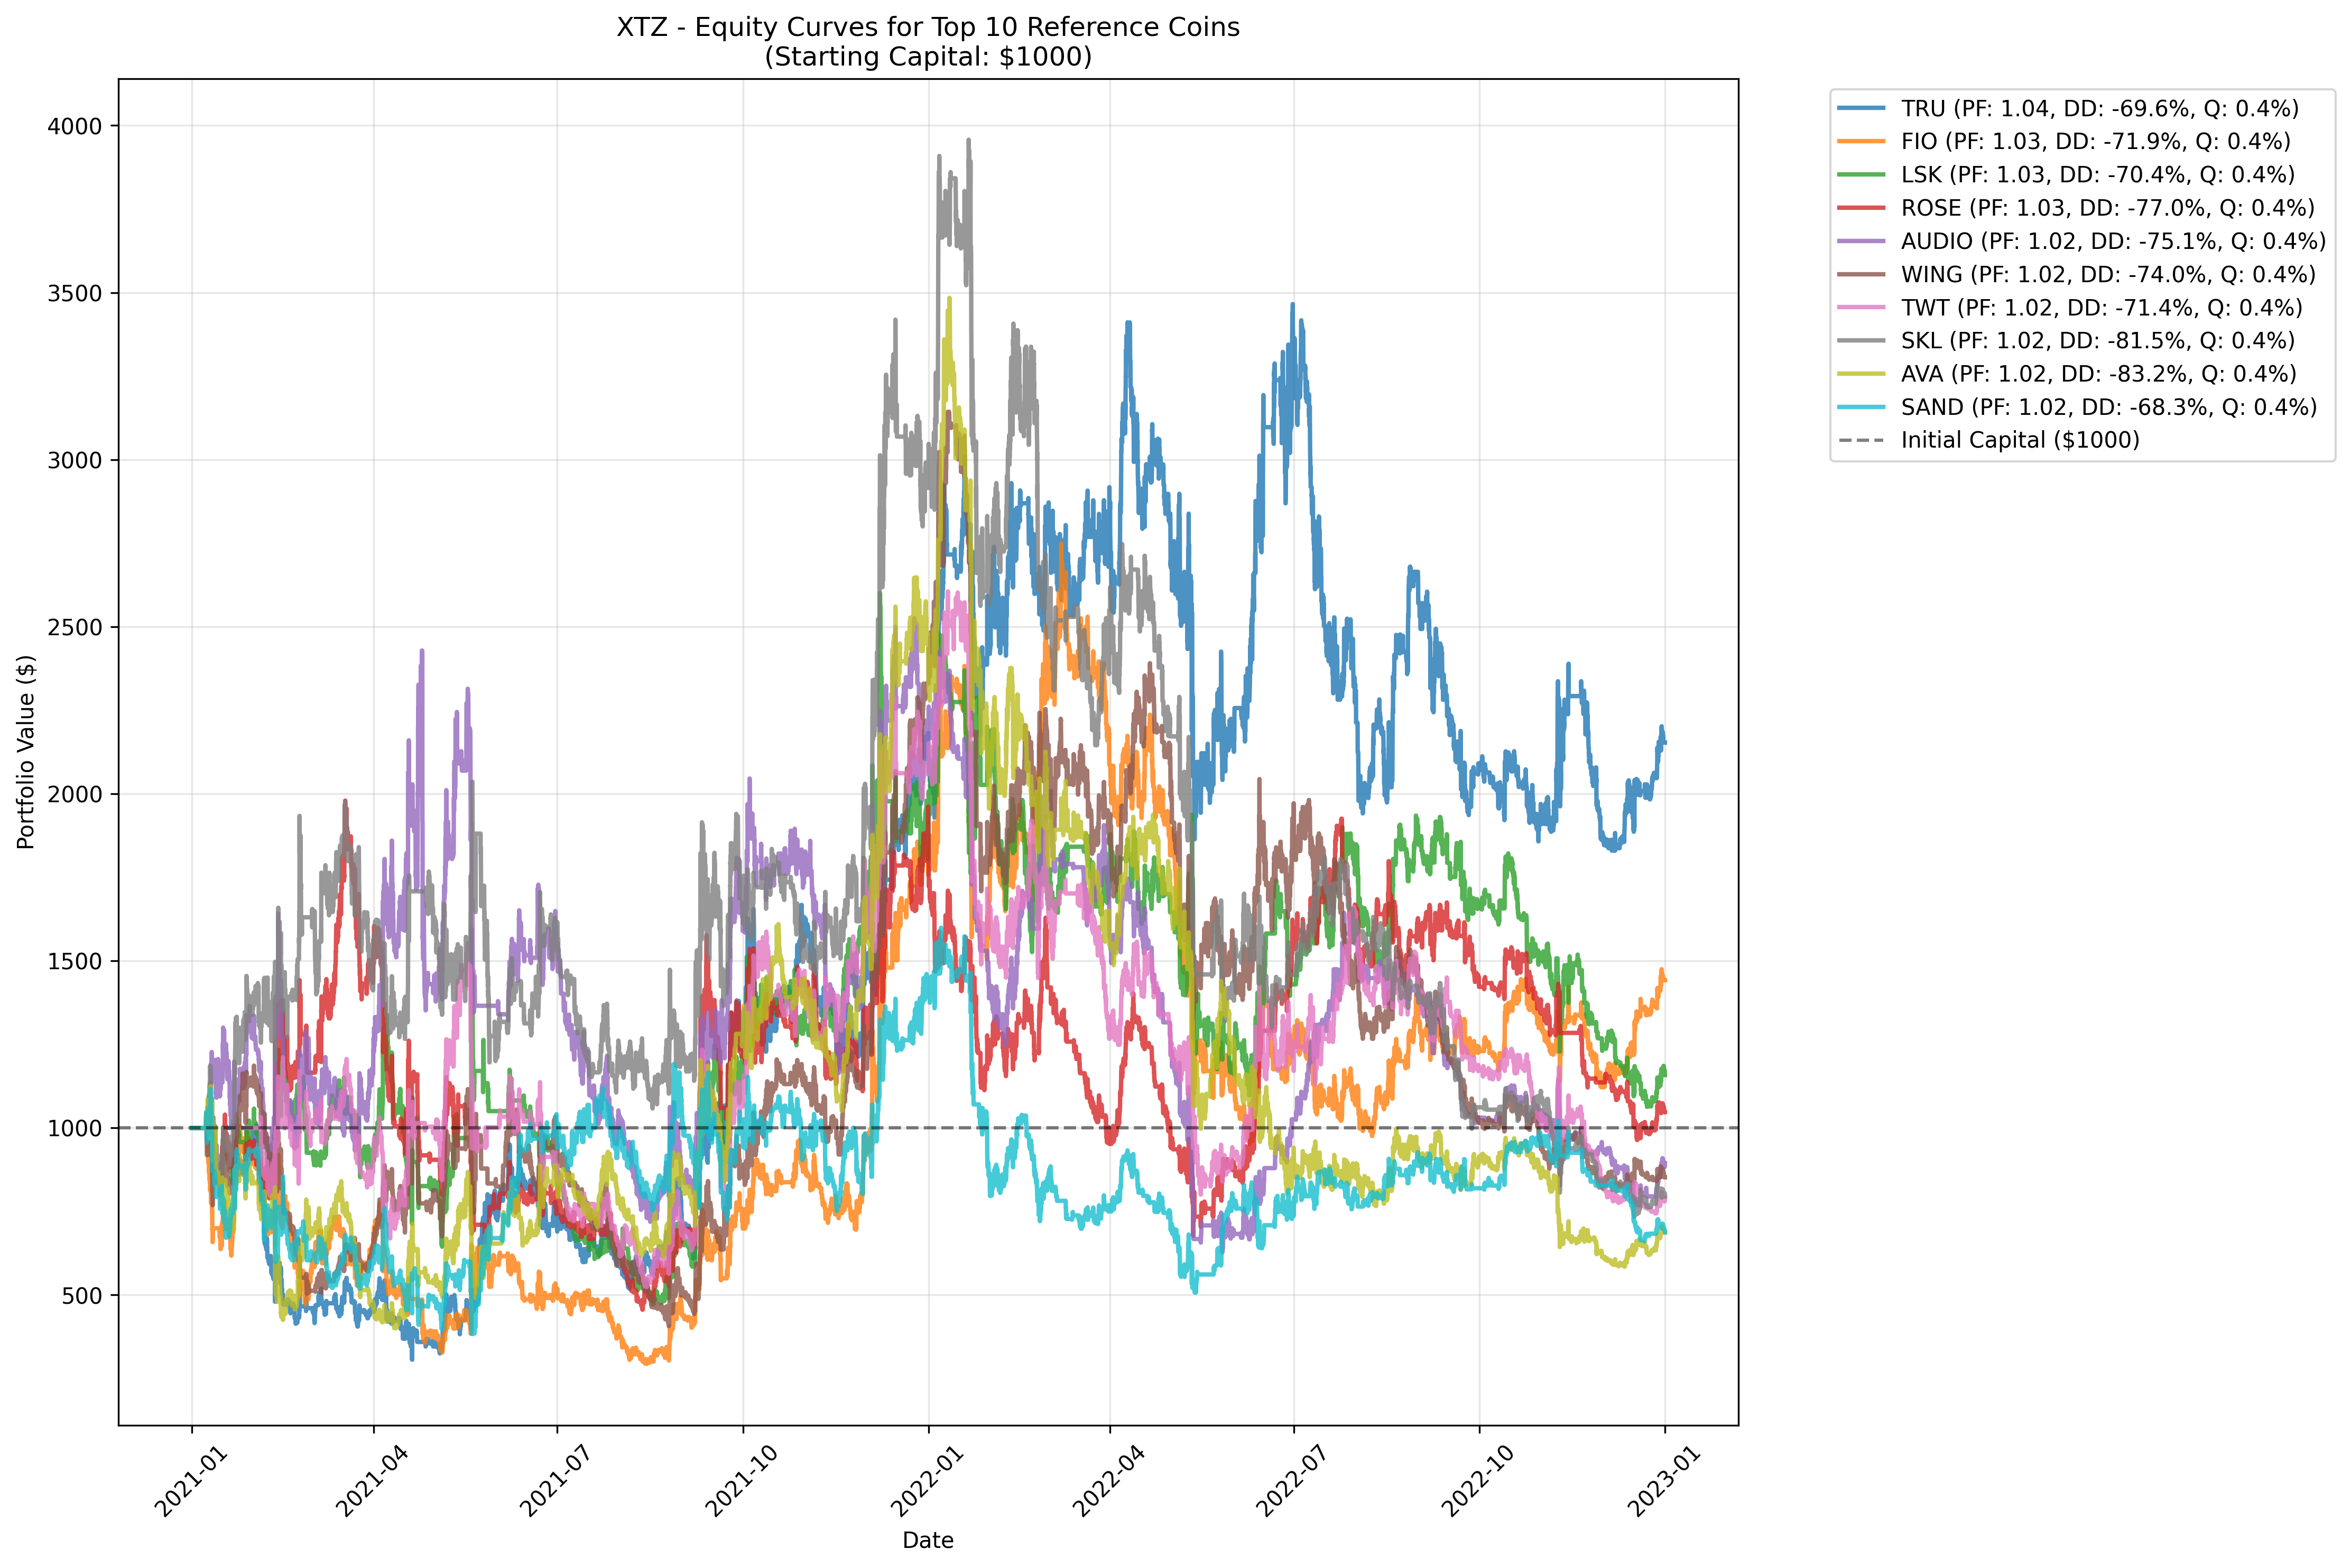 XTZ - Equity Curves for Top 10 Reference Coins
(Starting Capital: $1000)
Portfolio Value ($)
4000
3500
3000
2500
2000
1500
1000
500
2021-01
2021-04
2021-07
2021-10
2022-01
2022-04
2022-07
2022-10
2023-01
Date
TRU (PF: 1.04, DD: -69.6%, Q: 0.4%)
FIO (PF: 1.03, DD: -71.9%, Q: 0.4%)
LSK (PF: 1.03, DD: -70.4%, Q: 0.4%)
ROSE (PF: 1.03, DD: -77.0%, Q: 0.4%)
AUDIO (PF: 1.02, DD: -75.1%, Q: 0.4%)
WING (PF: 1.02, DD: -74.0%, Q: 0.4%)
TWT (PF: 1.02, DD: -71.4%, Q: 0.4%)
SKL (PF: 1.02, DD: -81.5%, Q: 0.4%)
AVA (PF: 1.02, DD: -83.2%, Q: 0.4%)
SAND (PF: 1.02, DD: -68.3%, Q: 0.4%)
Initial Capital ($1000)